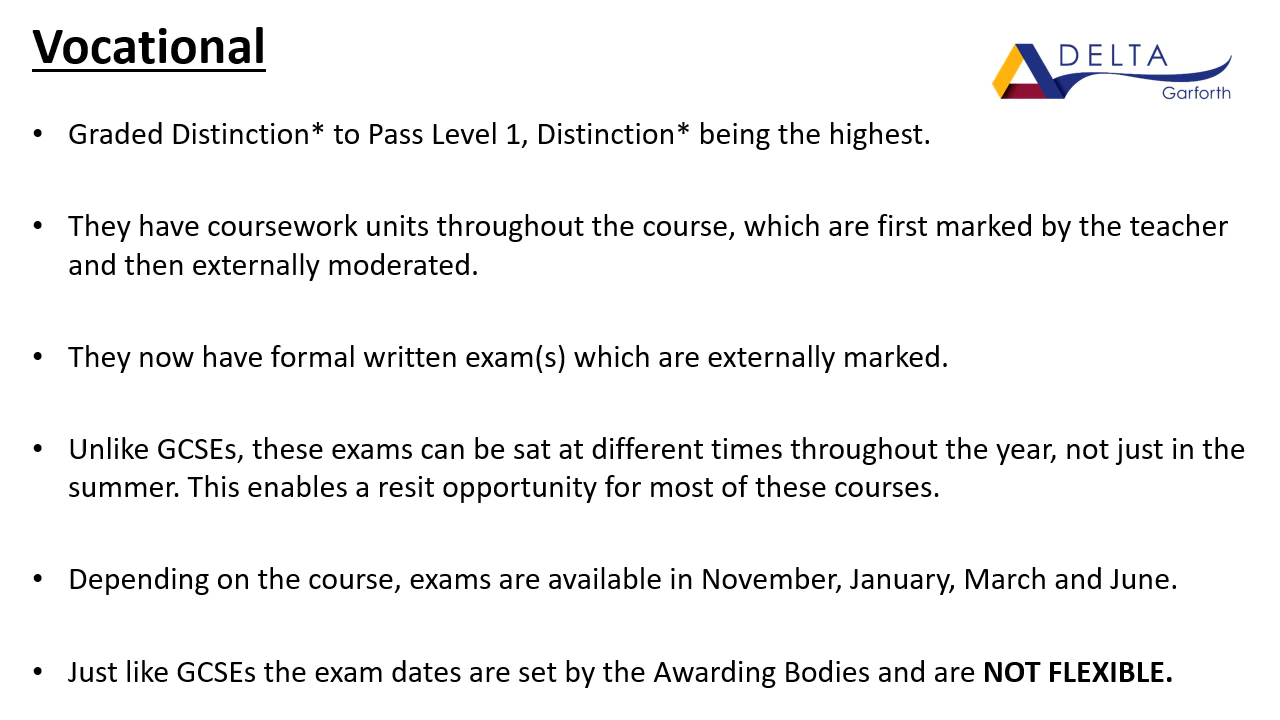 Vocational
DELTA
Garforth
• Graded Distinction* to Pass Level 1, Distinction* being the highest.
• They have coursework units throughout the course, which are first marked by the teacher
and then externally moderated.
• They now have formal written exam(s) which are externally marked.
• Unlike GCSEs, these exams can be sat at different times throughout the year, not just in the
summer. This enables a resit opportunity for most of these courses.
• Depending on the course, exams are available in November, January, March and June.
• Just like GCSEs the exam dates are set by the Awarding Bodies and are NOT FLEXIBLE.